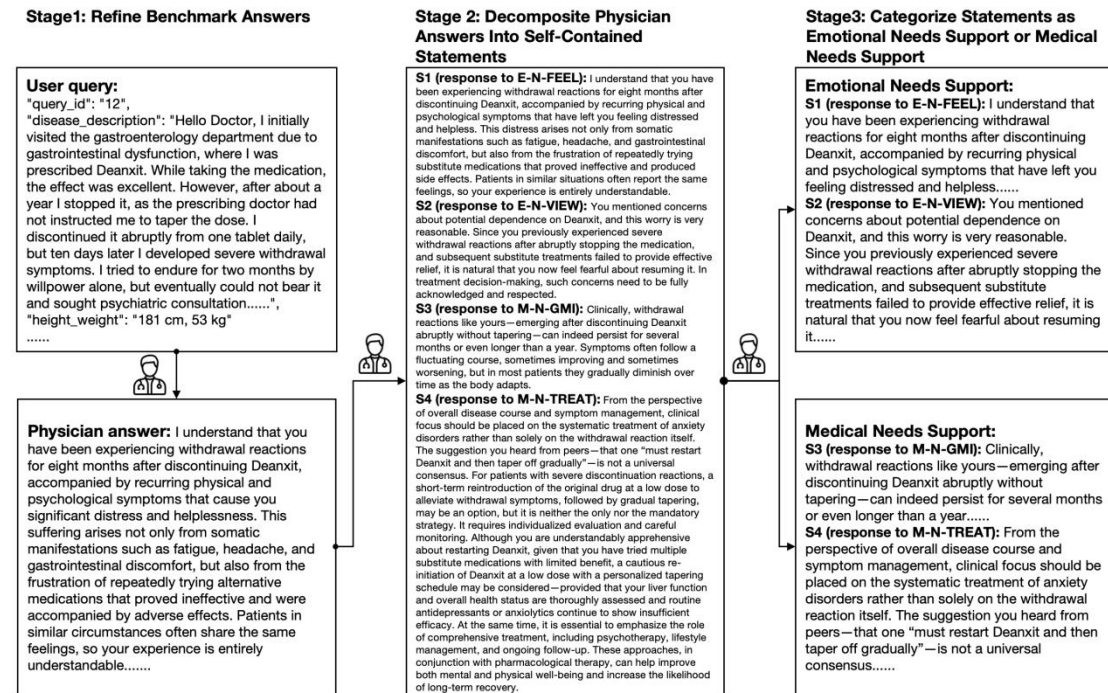 Stage1: Refine Benchmark Answers
User query:
"query_id": "12",
"disease_description": "Hello Doctor, I initially
visited the gastroenterology department due to
gastrointestinal dysfunction, where I was
prescribed Deanxit. While taking the medication,
the effect was excellent. However, after about a
year I stopped it, as the prescribing doctor had
not instructed me to taper the dose. I
discontinued it abruptly from one tablet daily,
but ten days later I developed severe withdrawal
symptoms. I tried to endure for two months by
willpower alone, but eventually could not bear it
and sought psychiatric consultation......",
"height_weight": "181 cm, 53 kg"
......
Physician answer: I understand that you
have been experiencing withdrawal reactions
for eight months after discontinuing Deanxit,
accompanied by recurring physical and
psychological symptoms that cause you
significant distress and helplessness. This
suffering arises not only from somatic
manifestations such as fatigue, headache, and
gastrointestinal discomfort, but also from the
frustration of repeatedly trying alternative
medications that proved ineffective and were
accompanied by adverse effects. Patients in
similar circumstances often share the same
feelings, so your experience is entirely
understandable.......
Stage 2: Decomposite Physician
Answers Into Self-Contained
Statements
S1 (response to E-N-FEEL): I understand that you have
been experiencing withdrawal reactions for eight months after
discontinuing Deanxit, accompanied by recurring physical and
psychological symptoms that have left you feeling distressed
and helpless. This distress arises not only from somatic
manifestations such as fatigue, headache, and gastrointestinal
discomfort, but also from the frustration of repeatedly trying
substitute medications that proved ineffective and produced
side effects. Patients in similar situations often report the same
feelings, so your experience is entirely understandable.
S2 (response to E-N-VIEW): You mentioned concerns
about potential dependence on Deanxit, and this worry is very
reasonable. Since you previously experienced severe
withdrawal reactions after abruptly stopping the medication,
and subsequent substitute treatments failed to provide effective
relief, it is natural that you now feel fearful about resuming it. In
treatment decision-making, such concerns need to be fully
acknowledged and respected.
S3 (response to M-N-GMI): Clinically, withdrawal
reactions like yours—emerging after discontinuing Deanxit
abruptly without tapering—can indeed persist for several
months or even longer than a year. Symptoms often follow a
fluctuating course, sometimes improving and sometimes
worsening, but in most patients they gradually diminish over
time as the body adapts.
S4 (response to M-N-TREAT): From the perspective
of overall disease course and symptom management, clinical
focus should be placed on the systematic treatment of anxiety
disorders rather than solely on the withdrawal reaction itself.
The suggestion you heard from peers—that one “must restart
Deanxit and then taper off gradually”—is not a universal
consensus. For patients with severe discontinuation reactions, a
short-term reintroduction of the original drug at a low dose to
alleviate withdrawal symptoms, followed by gradual tapering,
may be an option, but it is neither the only nor the mandatory
strategy. It requires individualized evaluation and careful
monitoring. Although you are understandably apprehensive
about restarting Deanxit, given that you have tried multiple
substitute medications with limited benefit, a cautious re-
initiation of Deanxit at a low dose with a personalized tapering
schedule may be considered—provided that your liver function
and overall health status are thoroughly assessed and routine
antidepressants or anxiolytics continue to show insufficient
efficacy. At the same time, it is essential to emphasize the role
of comprehensive treatment, including psychotherapy, lifestyle
management, and ongoing follow-up. These approaches, in
conjunction with pharmacological therapy, can help improve
both mental and physical well-being and increase the likelihood
of long-term recovery.
Stage3: Categorize Statements as
Emotional Needs Support or Medical
Needs Support
Emotional Needs Support:
S1 (response to E-N-FEEL): I understand that
you have been experiencing withdrawal
reactions for eight months after discontinuing
Deanxit, accompanied by recurring physical
and psychological symptoms that have left you
feeling distressed and helpless......
S2 (response to E-N-VIEW): You mentioned
concerns about potential dependence on
Deanxit, and this worry is very reasonable.
Since you previously experienced severe
withdrawal reactions after abruptly stopping the
medication, and subsequent substitute
treatments failed to provide effective relief, it is
natural that you now feel fearful about resuming
it......
Medical Needs Support:
S3 (response to M-N-GMI): Clinically,
withdrawal reactions like yours—emerging after
discontinuing Deanxit abruptly without
tapering—can indeed persist for several months
or even longer than a year......
S4 (response to M-N-TREAT): From the
perspective of overall disease course and
symptom management, clinical focus should be
placed on the systematic treatment of anxiety
disorders rather than solely on the withdrawal
reaction itself. The suggestion you heard from
peers—that one “must restart Deanxit and then
taper off gradually”—is not a universal
consensus......